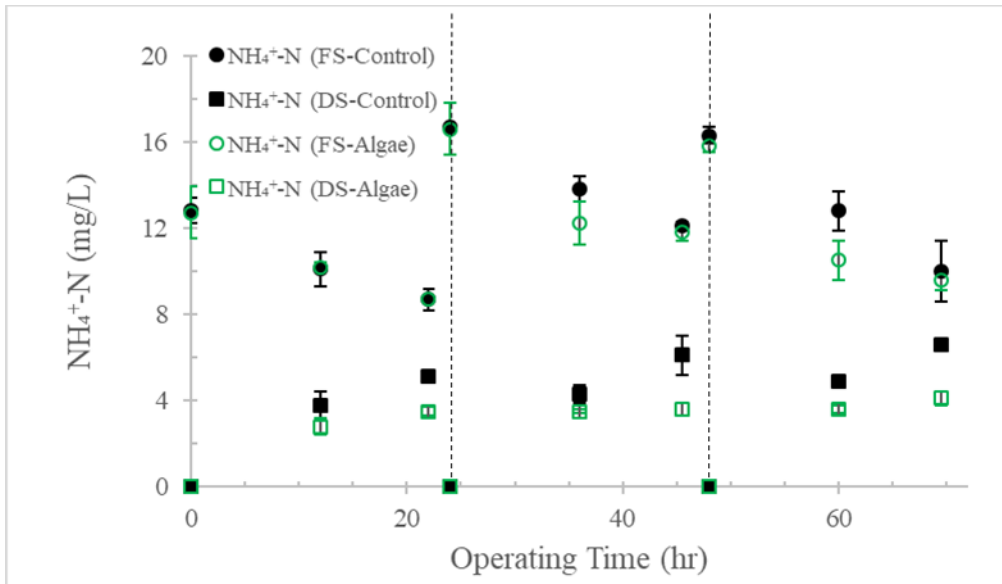 20
16
12
8
4
0
NH₄⁺-N (mg/L)
NH₄⁺-N (FS-Control)
NH₄⁺-N (DS-Control)
NH₄⁺-N (FS-Algae)
NH₄⁺-N (DS-Algae)
0 20 40 60
Operating Time (hr)